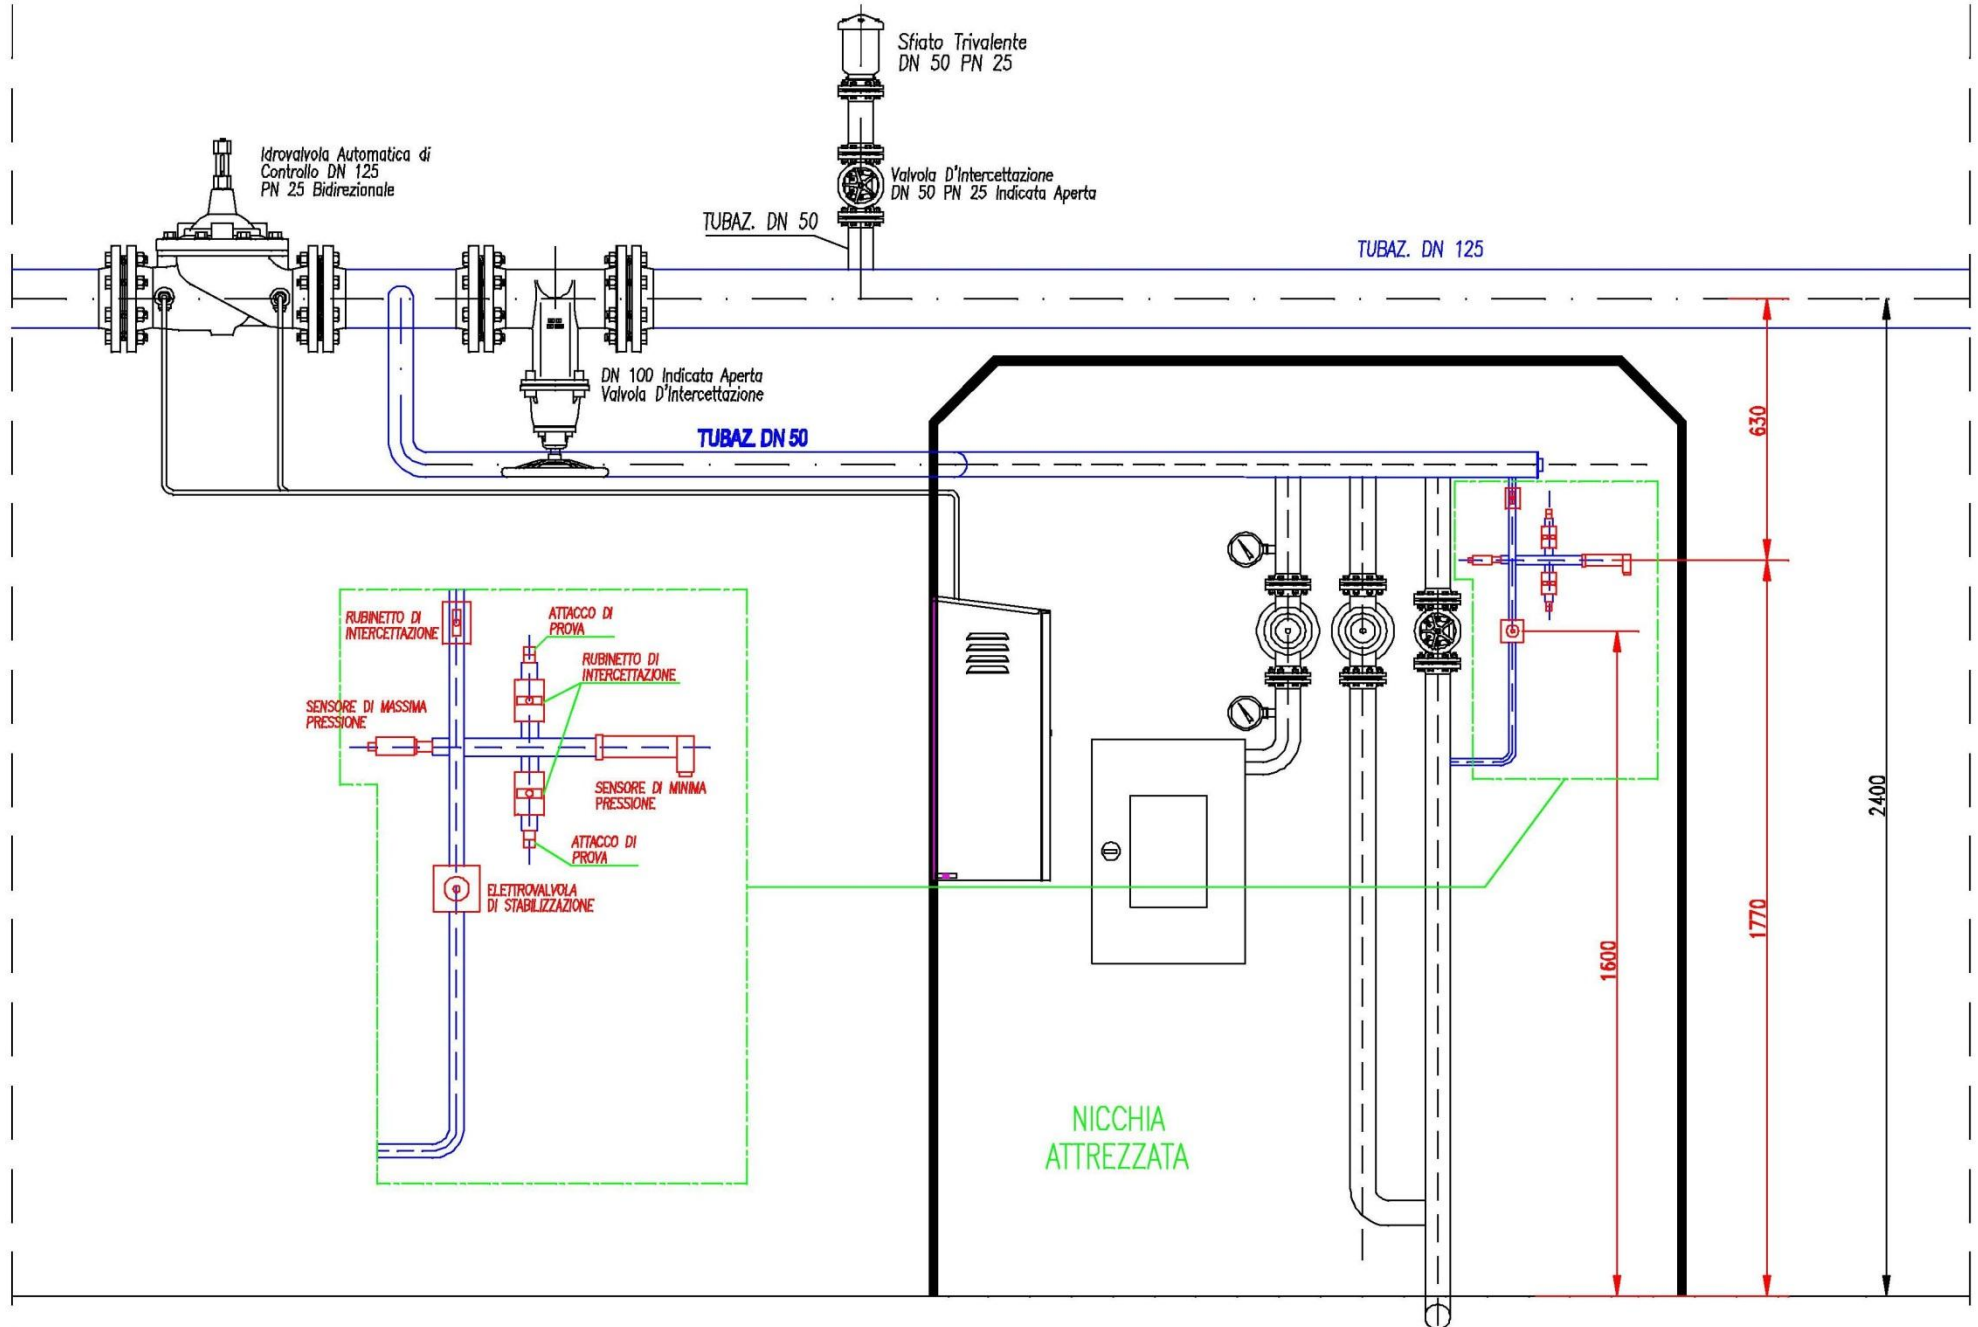 Sfiato Trivalente
DN 50 PN 25
Idrovalvola Automatica di
Controllo DN 125
PN 25 Bidirezionale
Valvola D'Intercettazione
DN 50 PN 25 Indicata Aperta
TUBAZ. DN 50
TUBAZ. DN 125
DN 100 Indicata Aperta
Valvola D'Intercettazione
TUBAZ. DN 50
630
RUBINETTO DI
INTERCETTAZIONE
ATTACCO DI
PROVA
RUBINETTO DI
INTERCETTAZIONE
SENSORE DI MASSIMA
PRESSIONE
SENSORE DI MINIMA
PRESSIONE
ATTACCO DI
PROVA
ELETTROVALVOLA
DI STABILIZZAZIONE
2400
1770
1600
NICCHIA
ATTREZZATA